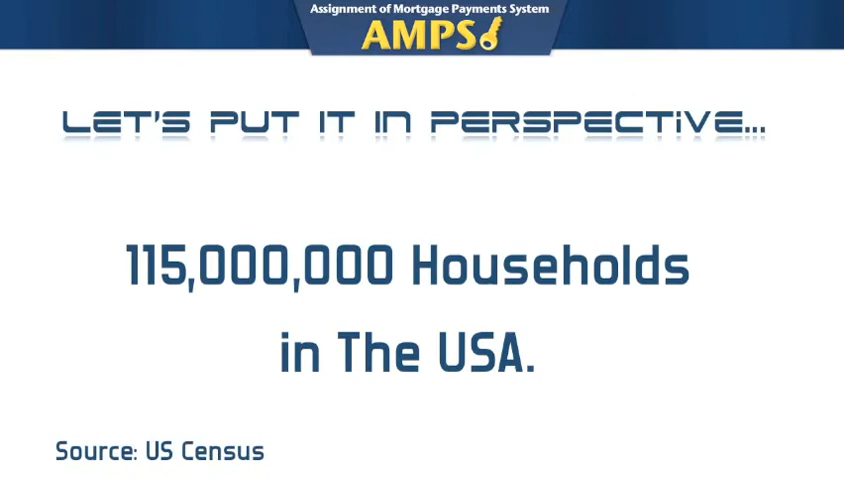 Assignment of Mortgage Payments System
AMPS
LET'S PUT IT IN PERSPECTIVE...
115,000,000 Households
in The USA.
Source: US Census